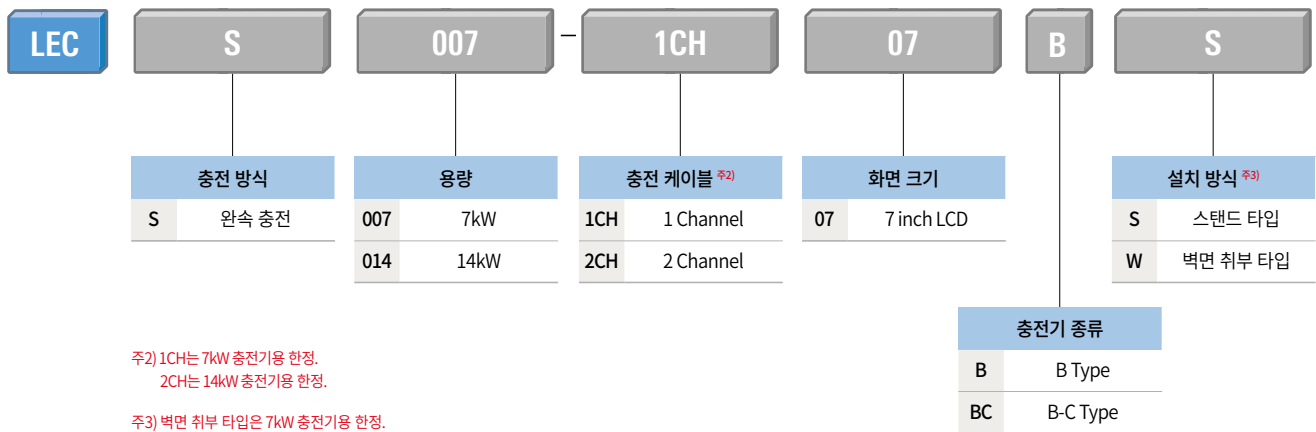 LEC S 007 – 1CH 07 B S
충전 방식
S 완속 충전
용량
007 7kW
014 14kW
충전 케이블 주2)
1CH 1 Channel
2CH 2 Channel
화면 크기
07 7 inch LCD
설치 방식 주3)
S 스탠드 타입
W 벽면 취부 타입
충전기 종류
B B Type
BC B-C Type
주2) 1CH는 7kW 충전기용 한정.
2CH는 14kW 충전기용 한정.
주3) 벽면 취부 타입은 7kW 충전기용 한정.